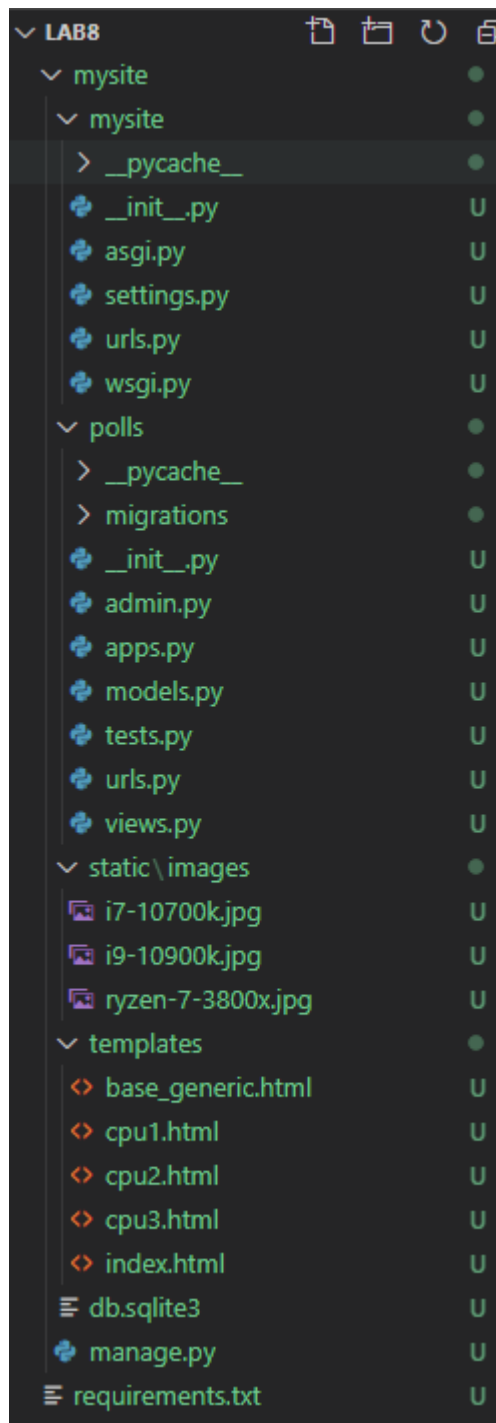 LAB8
mysite
mysite
__pycache__
__init__.py U
asgi.py U
settings.py U
urls.py U
wsgi.py U
polls
__pycache__
migrations
__init__.py U
admin.py U
apps.py U
models.py U
tests.py U
urls.py U
views.py U
static\images
i7-10700k.jpg U
i9-10900k.jpg U
ryzen-7-3800x.jpg U
templates
base_generic.html U
cpu1.html U
cpu2.html U
cpu3.html U
index.html U
db.sqlite3 U
manage.py U
requirements.txt U